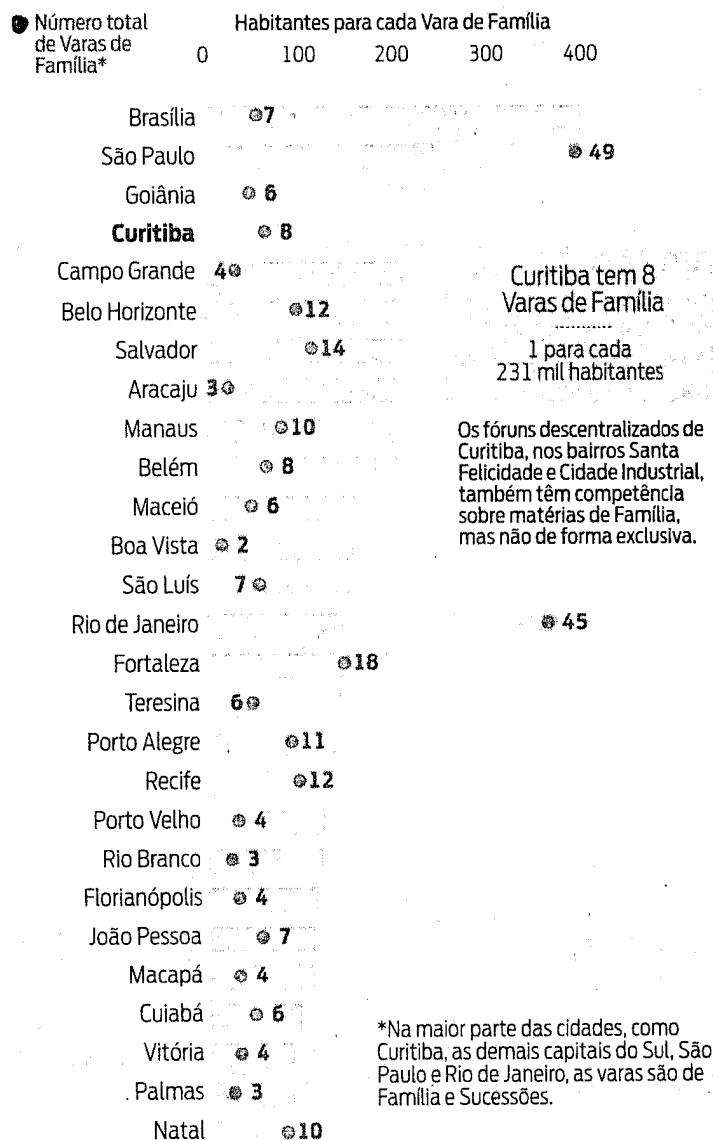 Número total
de Varas de
Família*
Habitantes para cada Vara de Família
0 100 200 300 400
Brasília 7
São Paulo 49
Goiânia 6
Curitiba 8
Campo Grande 4
Belo Horizonte 12
Salvador 14
Aracaju 3
Manaus 10
Belém 8
Maceió 6
Boa Vista 2
São Luís 7
Rio de Janeiro 45
Fortaleza 18
Teresina 6
Porto Alegre 11
Recife 12
Porto Velho 4
Rio Branco 3
Florianópolis 4
João Pessoa 7
Macapá 4
Cuiabá 6
Vitória 4
Palmas 3
Natal 10
Curitiba tem 8
Varas de Família
1 para cada
231 mil habitantes
Os fóruns descentralizados de
Curitiba, nos bairros Santa
Felicidade e Cidade Industrial,
também têm competência
sobre matérias de Família,
mas não de forma exclusiva.
*Na maior parte das cidades, como
Curitiba, as demais capitais do Sul, São
Paulo e Rio de Janeiro, as varas são de
Família e Sucessões.